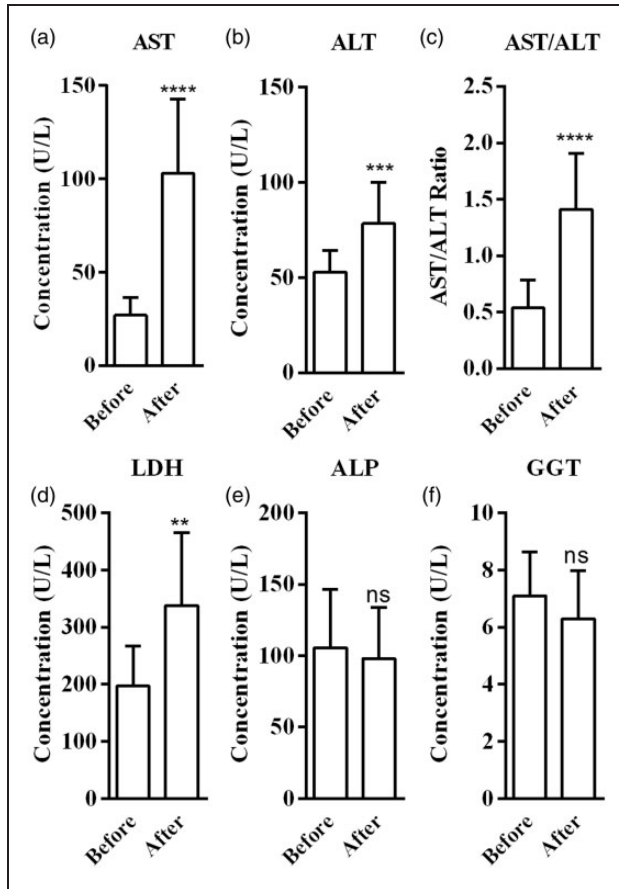 (a) AST
Concentration (U/L)
150
100
50
0
****
Before
After
(b) ALT
Concentration (U/L)
150
100
50
0
***
Before
After
(c) AST/ALT
AST/ALT Ratio
2.5
2.0
1.5
1.0
0.5
0.0
****
Before
After
(d) LDH
Concentration (U/L)
500
400
300
200
100
0
**
Before
After
(e) ALP
Concentration (U/L)
200
150
100
50
0
ns
Before
After
(f) GGT
Concentration (U/L)
10
8
6
4
2
0
ns
Before
After